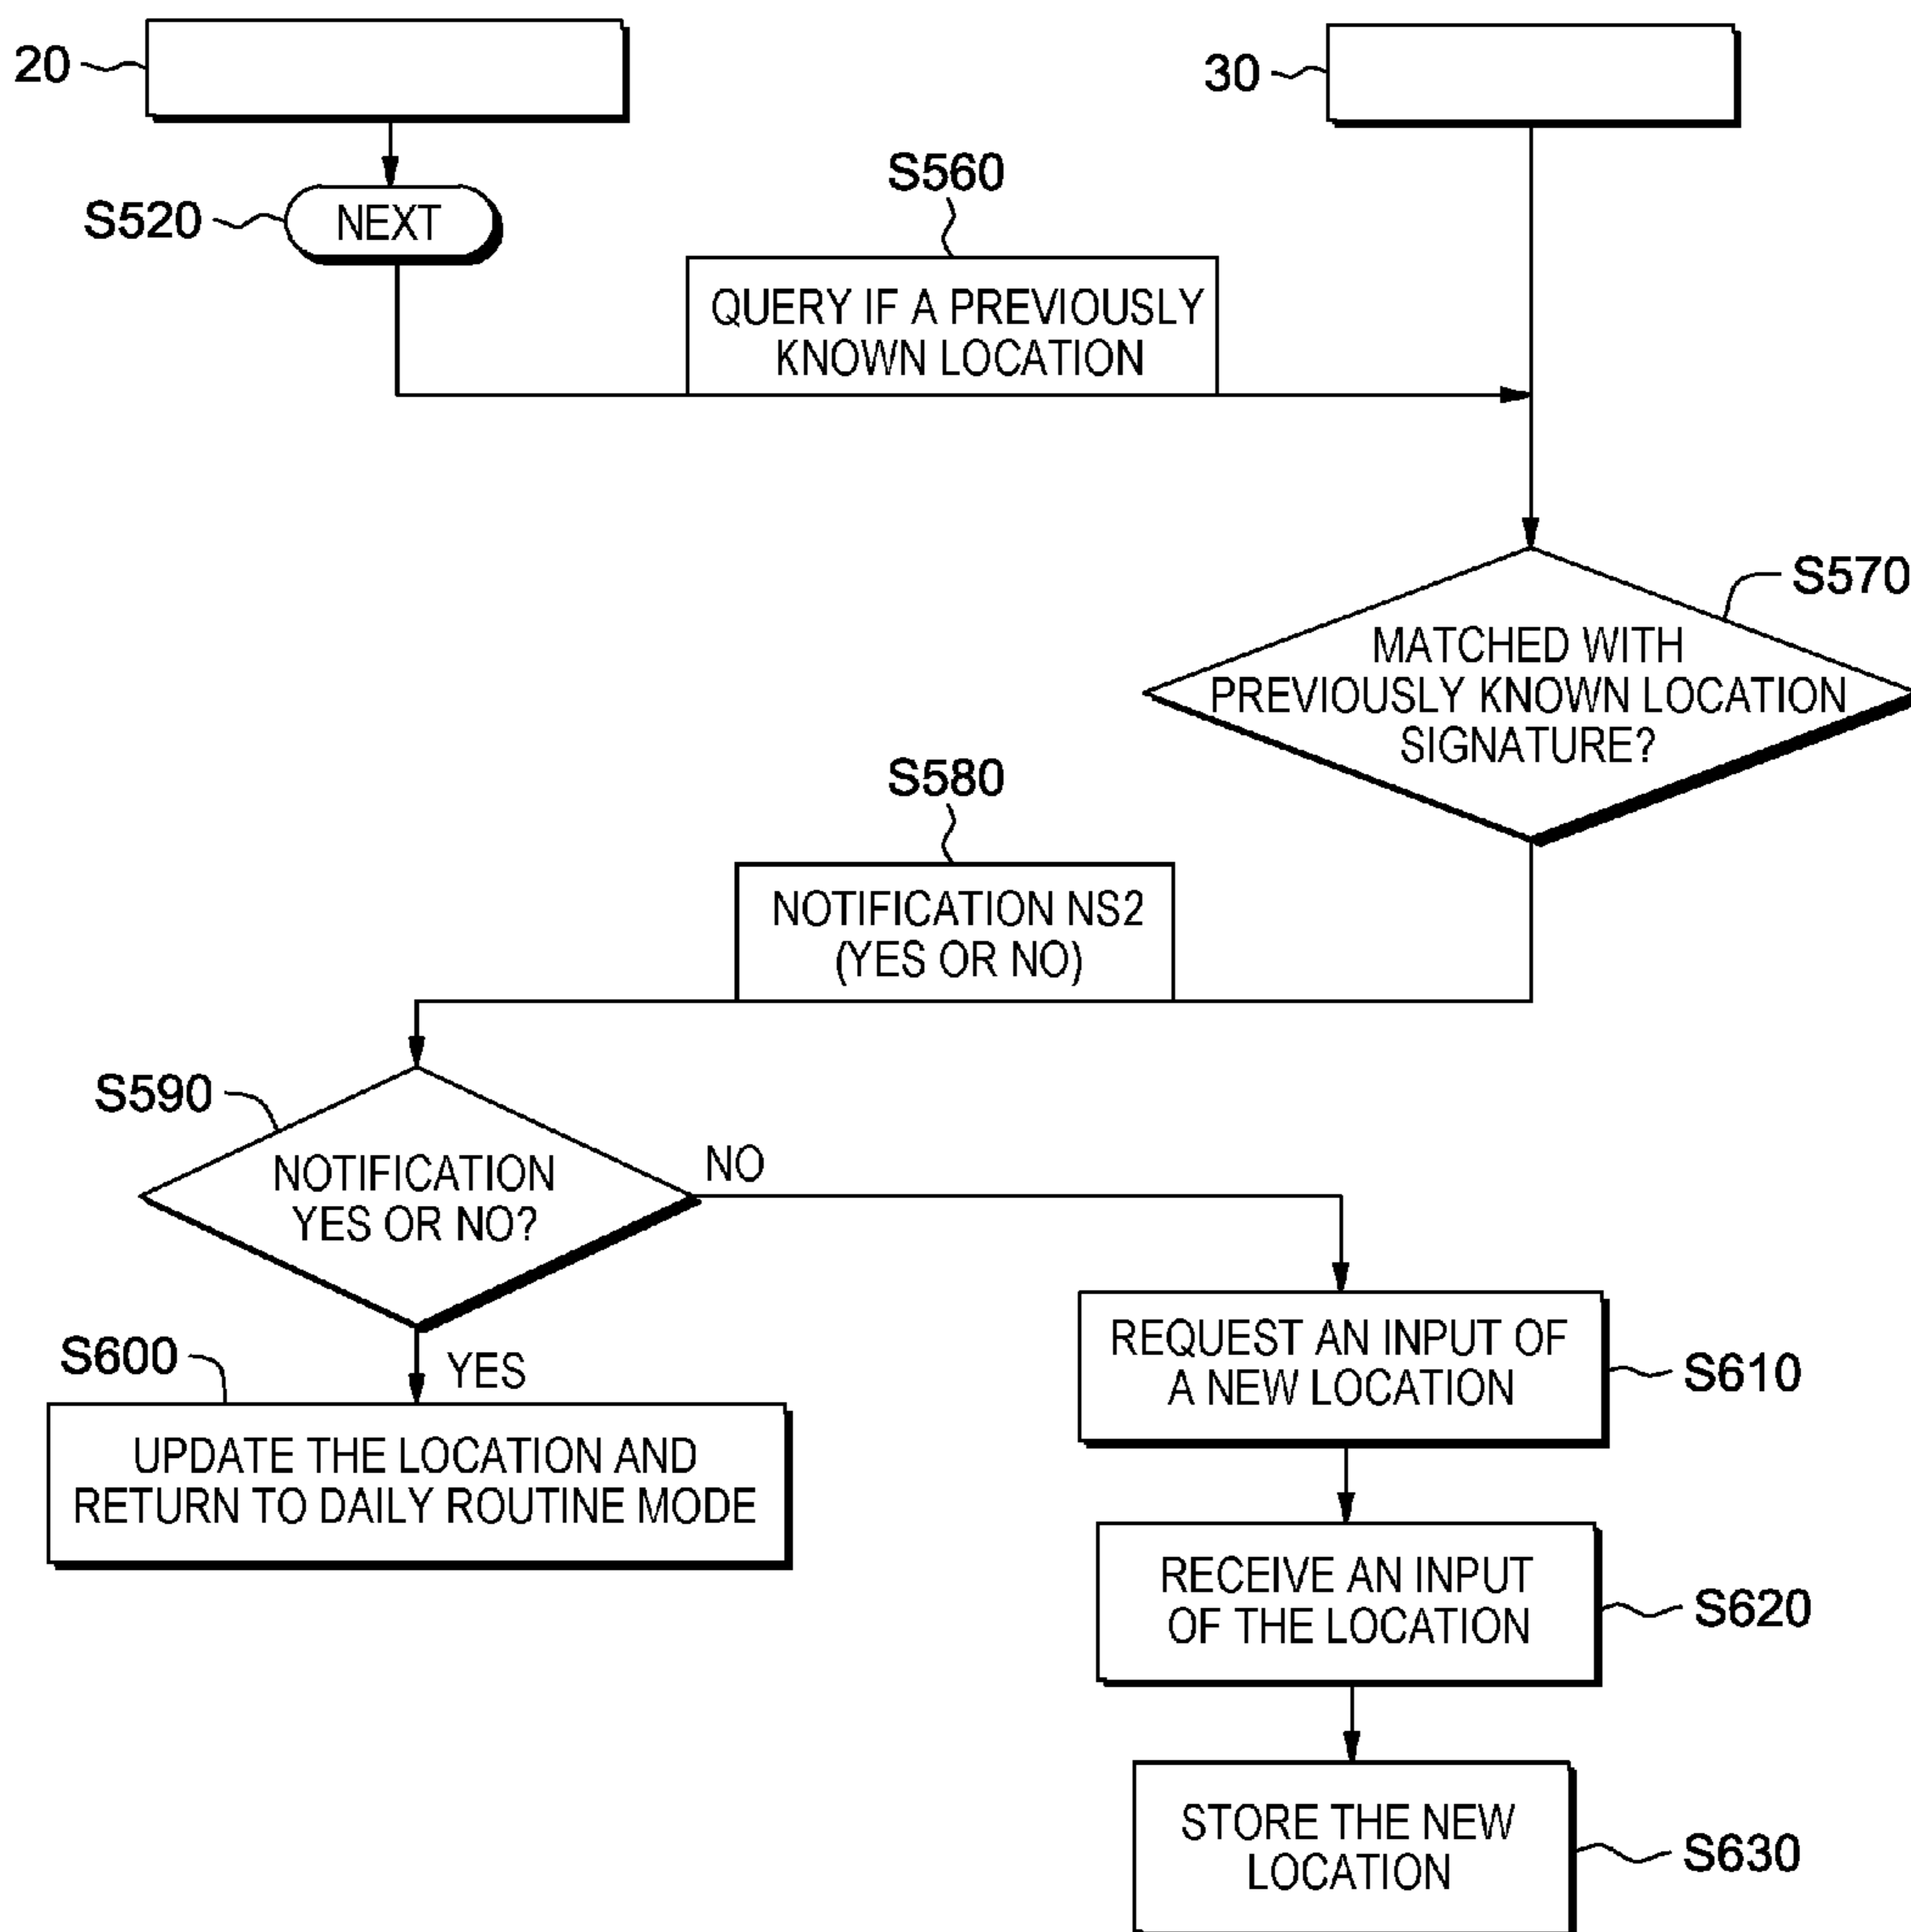 20
30
S520
NEXT
S560
QUERY IF A PREVIOUSLY
KNOWN LOCATION
S570
MATCHED WITH
PREVIOUSLY KNOWN LOCATION
SIGNATURE?
S580
NOTIFICATION NS2
(YES OR NO)
S590
NOTIFICATION
YES OR NO?
NO
YES
S600
UPDATE THE LOCATION AND
RETURN TO DAILY ROUTINE MODE
REQUEST AN INPUT OF
A NEW LOCATION
S610
RECEIVE AN INPUT
OF THE LOCATION
S620
STORE THE NEW
LOCATION
S630